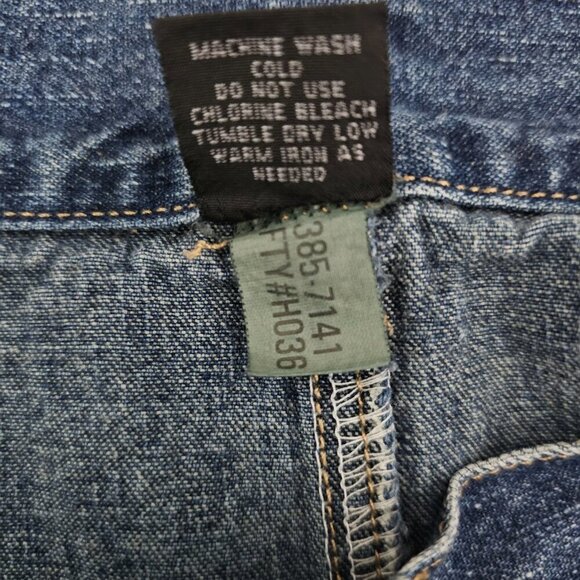 MACHINE WASH
COLD
DO NOT USE
CHLORINE BLEACH
TUMBLE DRY LOW
WARM IRON AS
NEEDED
385-7141
FTY#H036